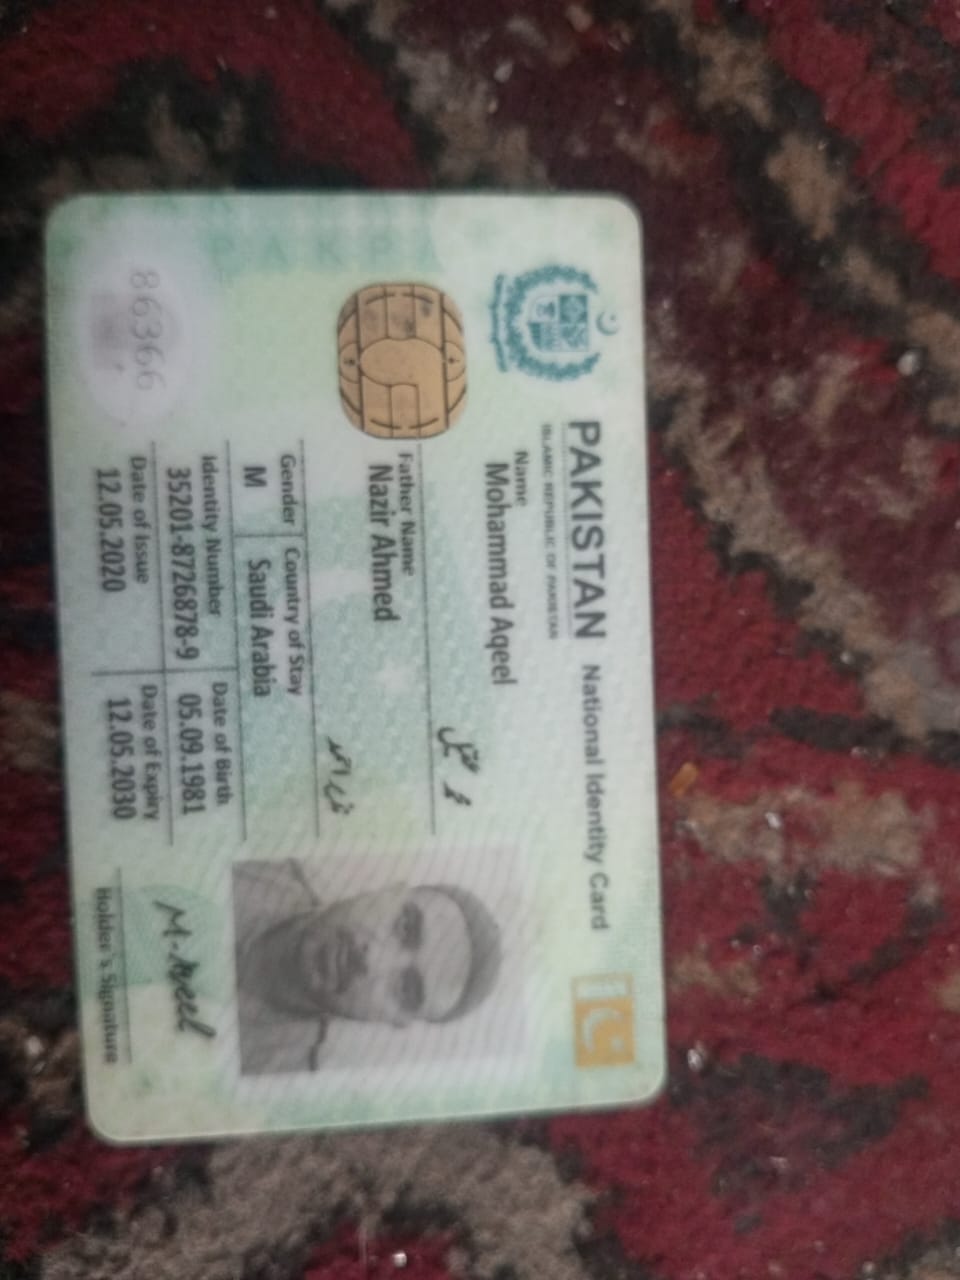 PAKISTAN National Identity Card
ISLAMIC REPUBLIC OF PAKISTAN
Name
Mohammad Aqeel
محمد عقیل
Father Name
Nazir Ahmed
نذیر احمد
Gender Country of Stay
M Saudi Arabia
Identity Number Date of Birth
35201-8726878-9 05.09.1981
Date of Issue Date of Expiry
12.05.2020 12.05.2030
86366
Holder's Signature